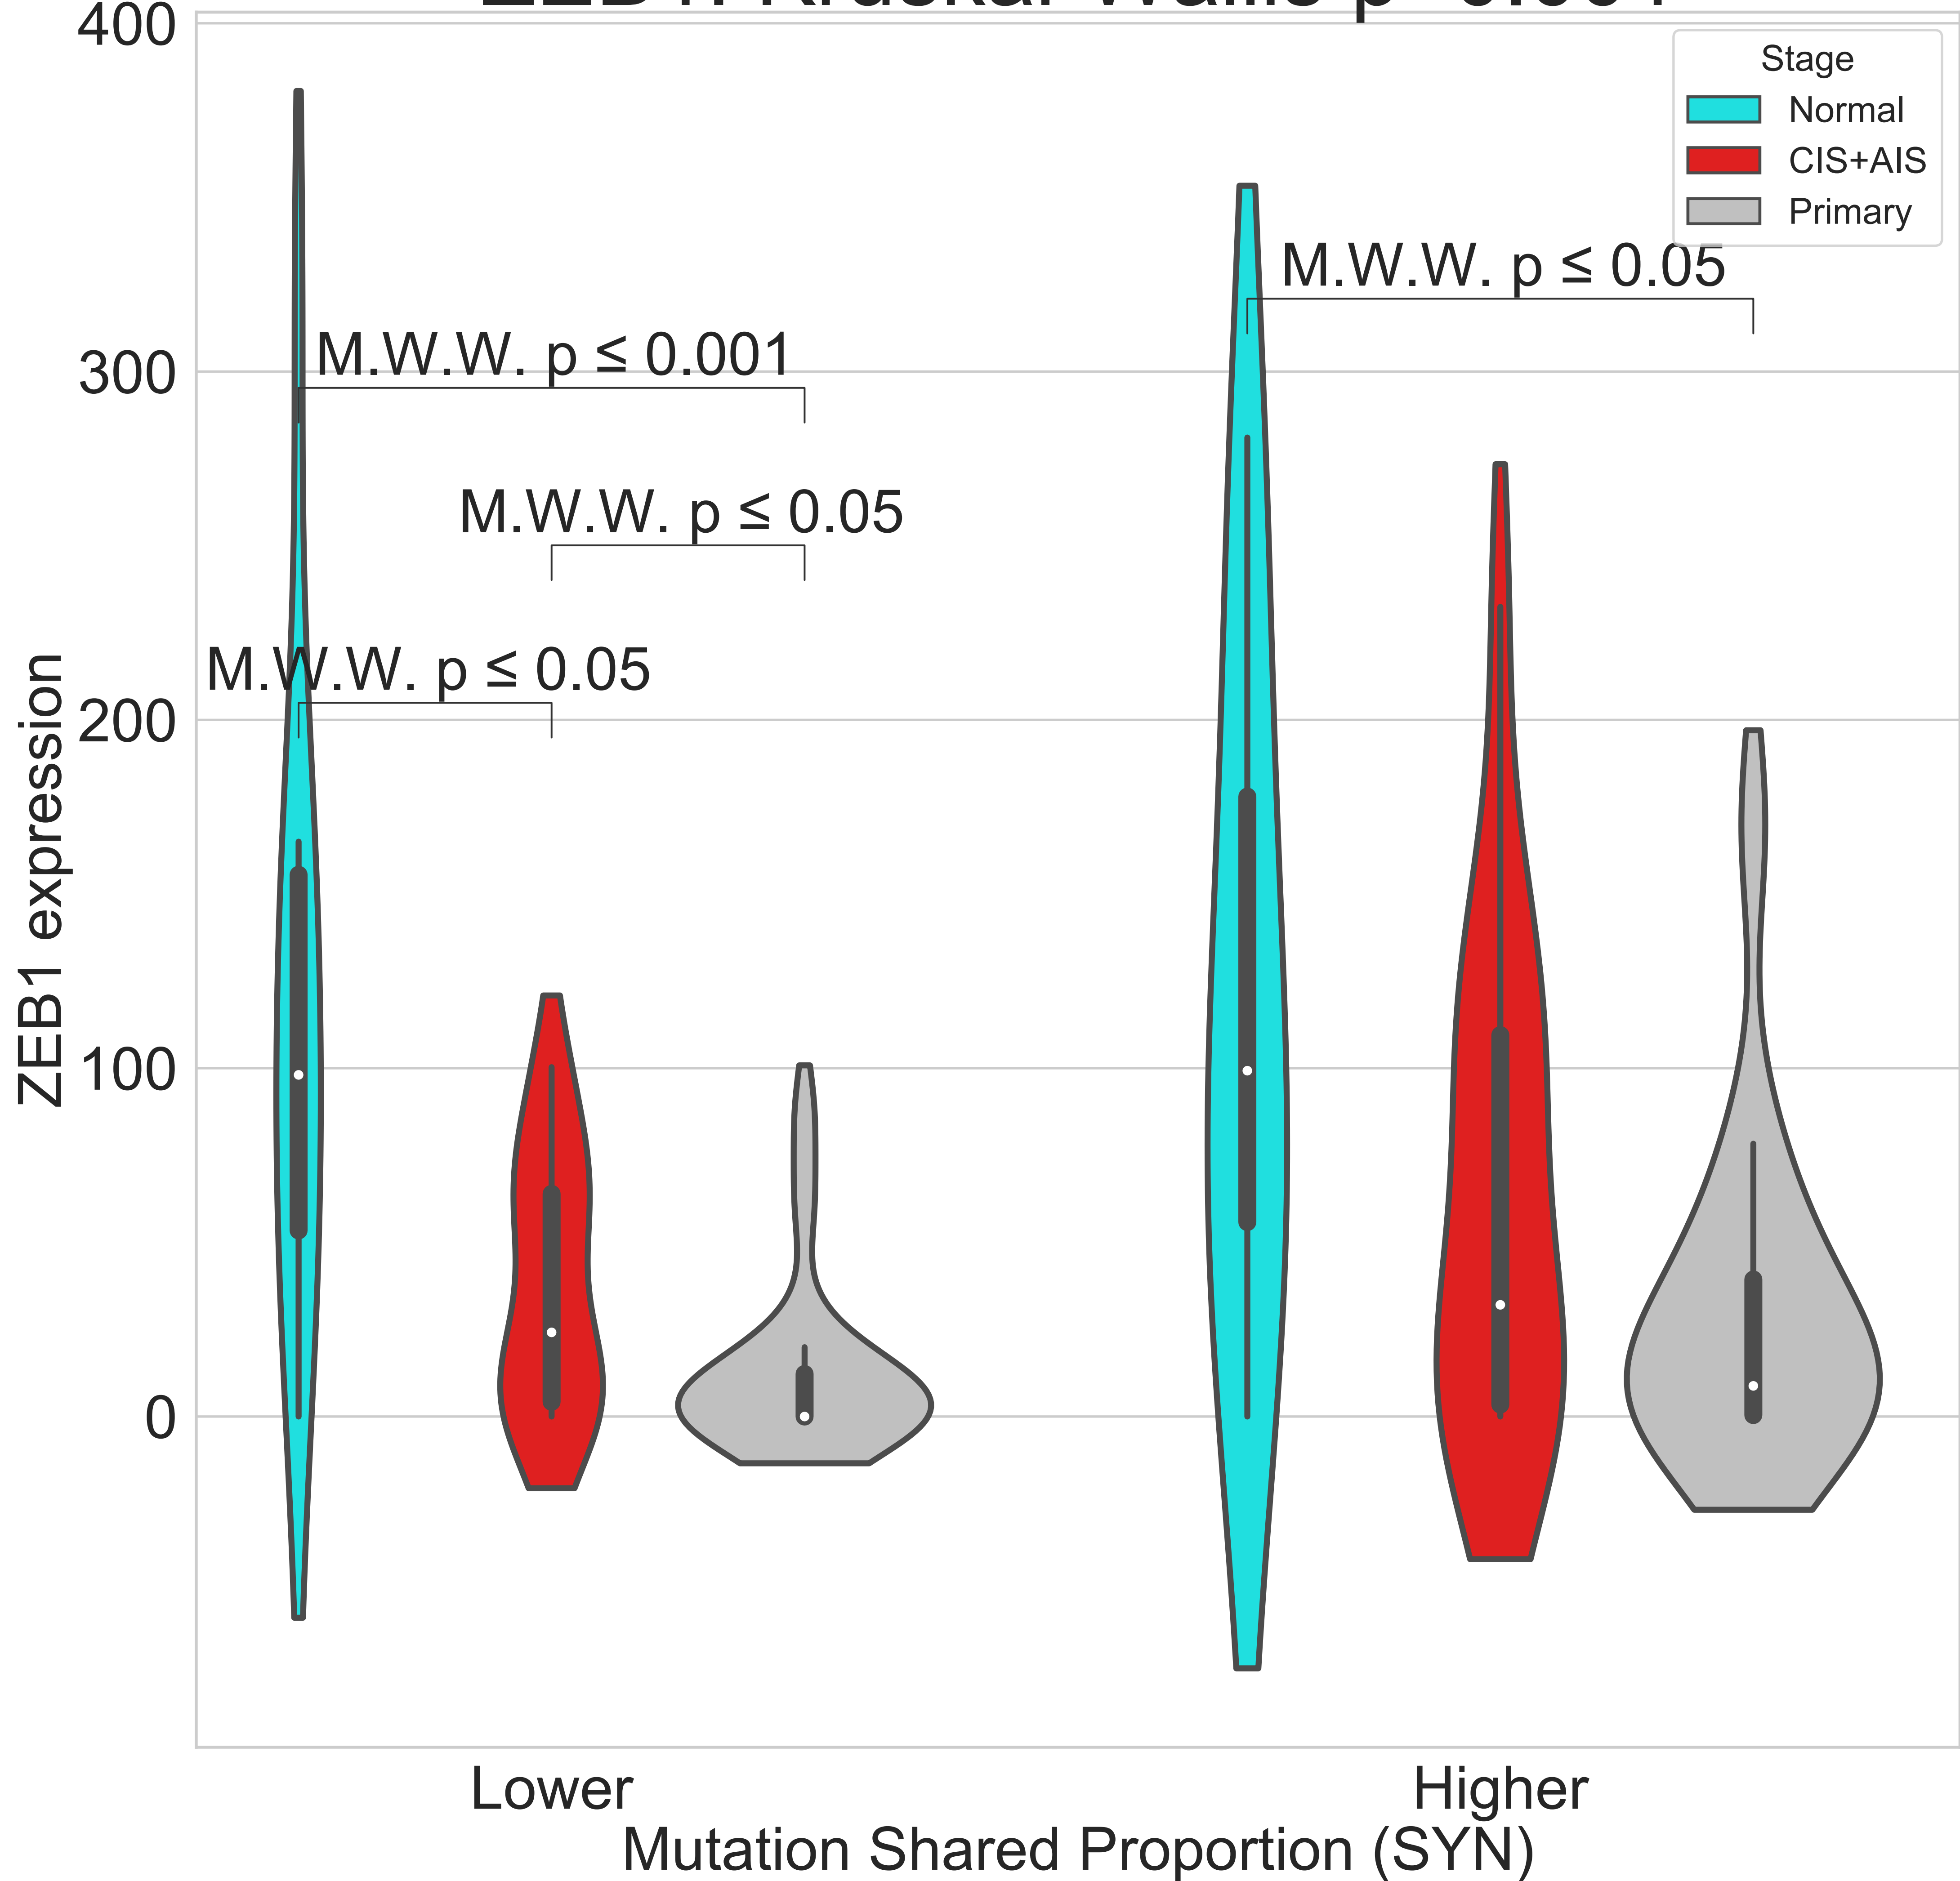 400
Stage
Normal
CIS+AIS
Primary
M.W.W. p ≤ 0.05
M.W.W. p ≤ 0.001
300
M.W.W. p ≤ 0.05
M.W.W. p ≤ 0.05
200
ZEB1 expression
100
0
Lower
Higher
Mutation Shared Proportion (SYN)